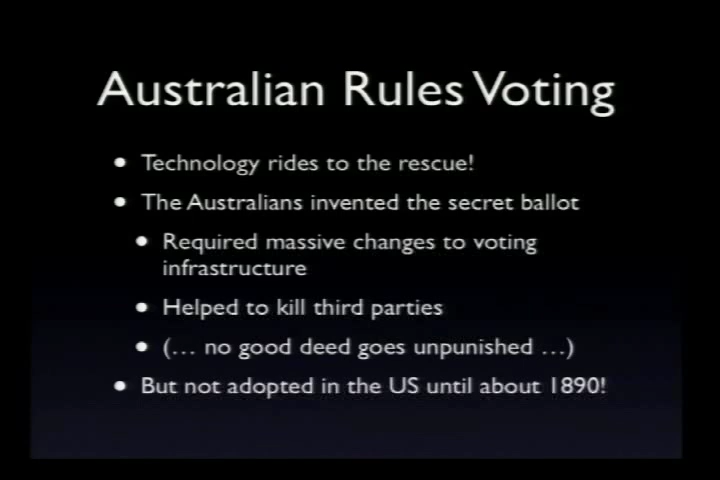 Australian Rules Voting
• Technology rides to the rescue!
• The Australians invented the secret ballot
• Required massive changes to voting
infrastructure
• Helped to kill third parties
• (... no good deed goes unpunished ...)
• But not adopted in the US until about 1890!